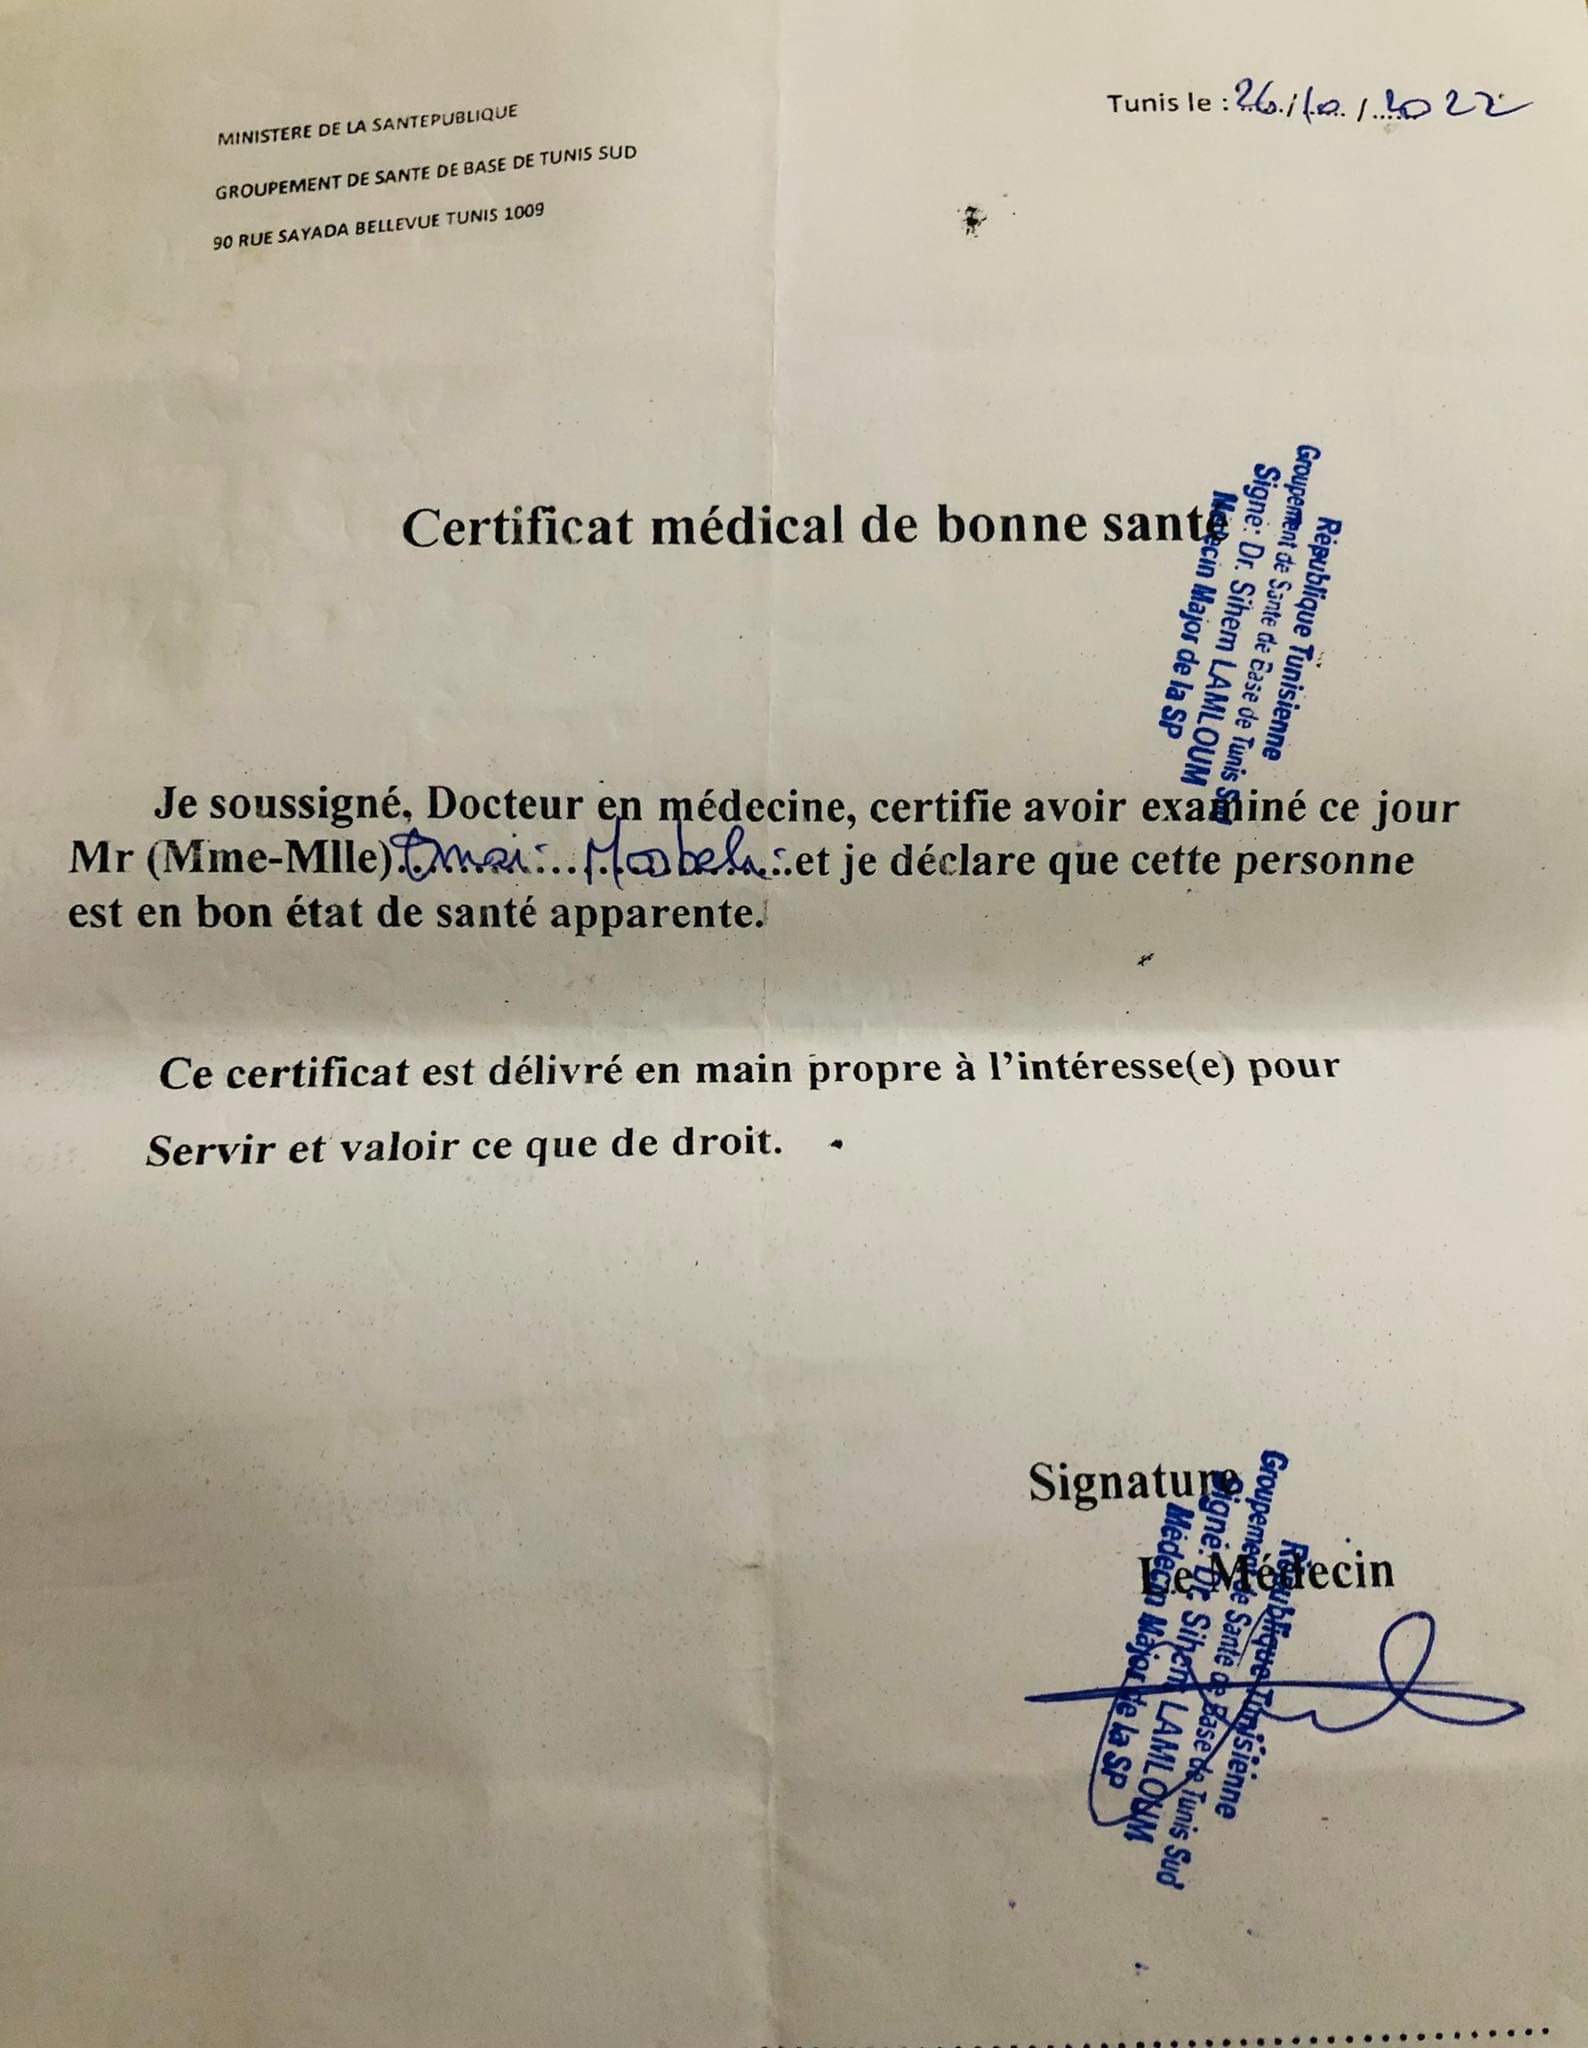 MINISTERE DE LA SANTEPUBLIQUE
GROUPEMENT DE SANTE DE BASE DE TUNIS SUD
90 RUE SAYADA BELLEVUE TUNIS 1009
Tunis le : 26/10/2022
Certificat médical de bonne santé
République Tunisienne
Groupement de Santé de Base de Tunis Sud
Signé: Dr. Sihem LAMLOUM
Médecin Major de la SP
Je soussigné, Docteur en médecine, certifie avoir examiné ce jour
Mr (Mme-Mlle) et je déclare que cette personne
est en bon état de santé apparente.
Ce certificat est délivré en main propre à l'intéresse(e) pour
Servir et valoir ce que de droit.
Signature
Le Médecin
République Tunisienne
Groupement de Santé de Base de Tunis Sud
Signé: Dr. Sihem LAMLOUM
Médecin Major de la SP